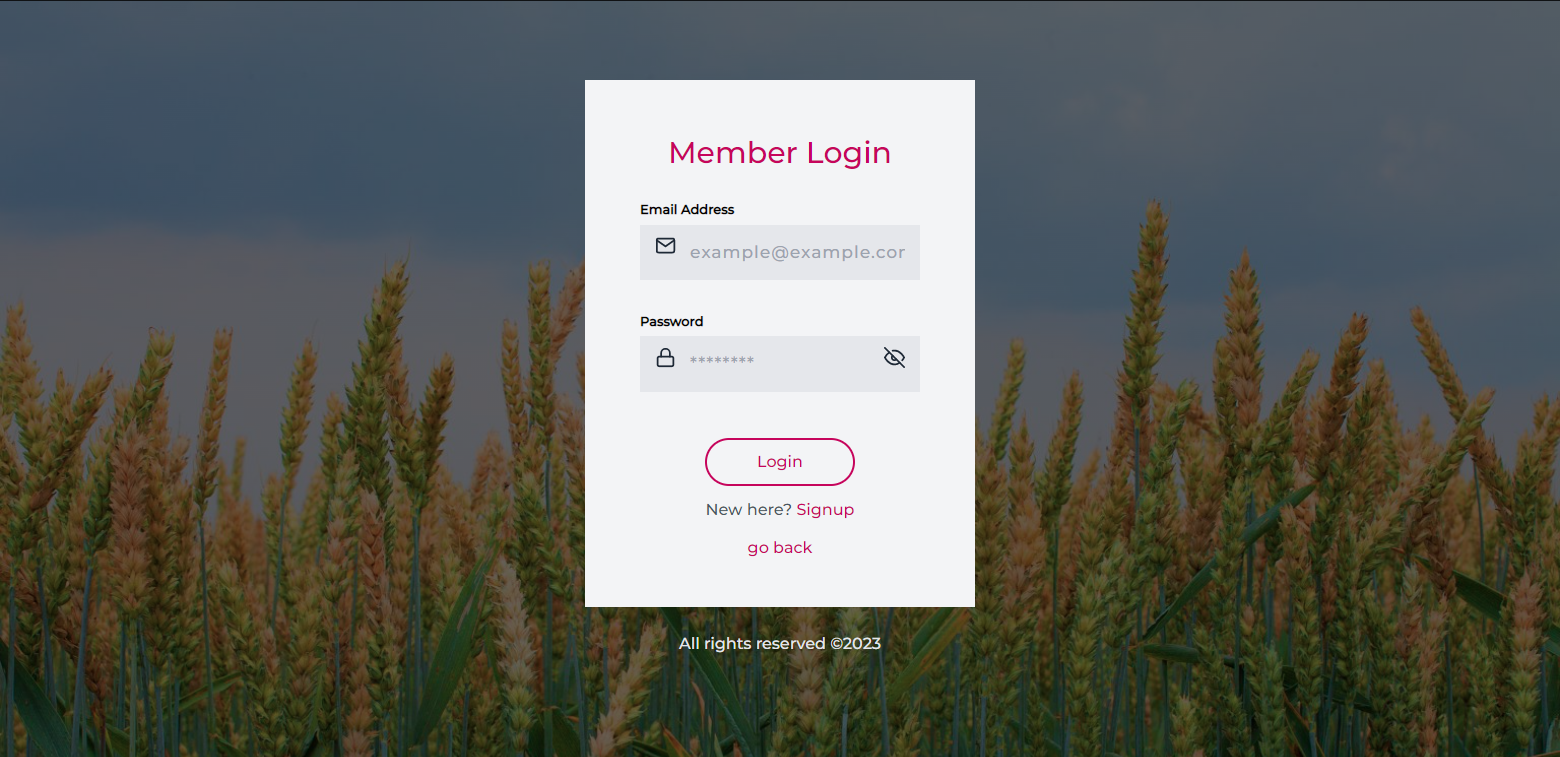 Member Login
Email Address
example@example.cor
Password
********
Login
New here? Signup
go back
All rights reserved ©2023